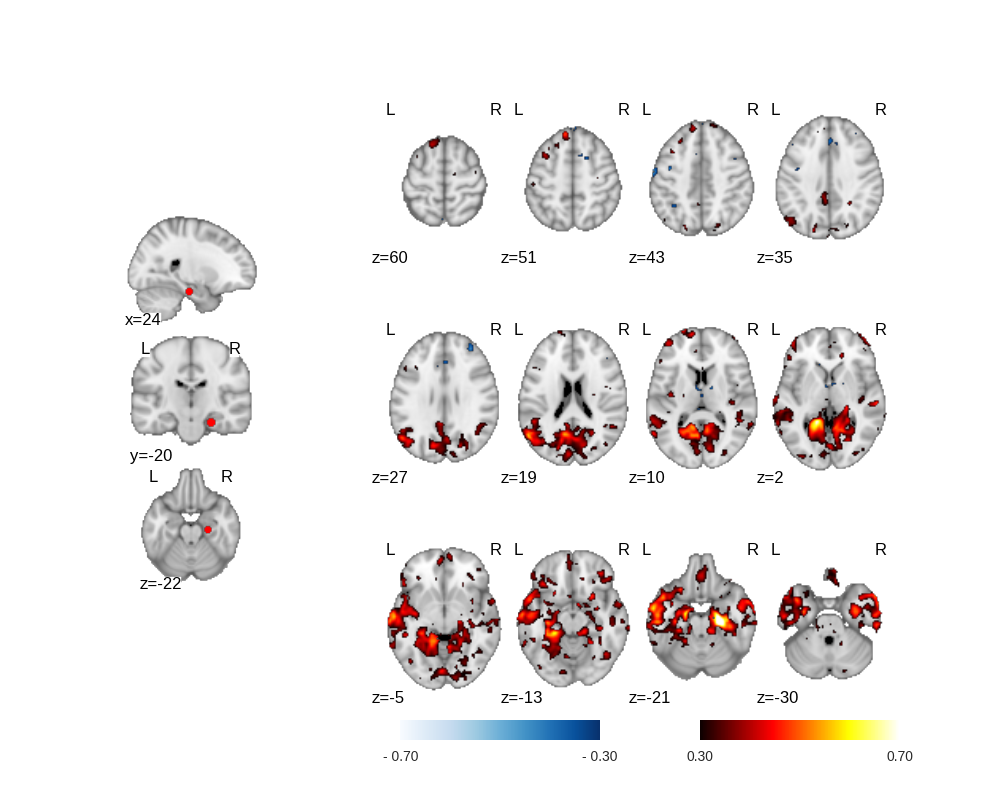 L R L R L R L R
z=60 z=51 z=43 z=35
x=24
L R
y=-20
L R
z=-22
L R L R L R L R
z=27 z=19 z=10 z=2
L R L R L R L R
z=-5 z=-13 z=-21 z=-30
- 0.70 - 0.30 0.30 0.70